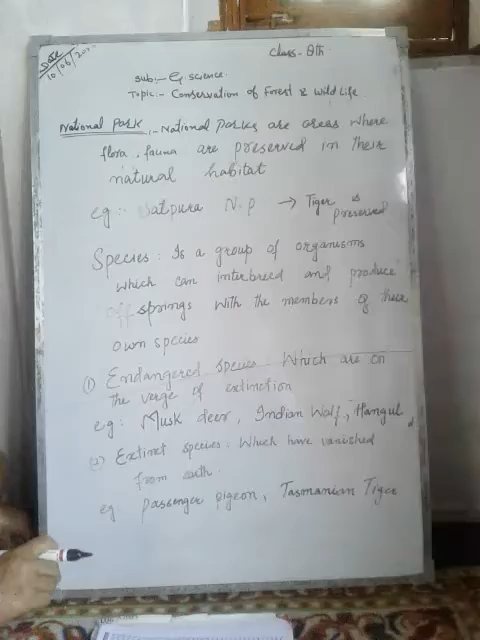 Date
10/06/20
Class - 8th
Sub:- G. science
Topic:- Conservation of Forest & Wild Life
National Park :- National Parks are areas where
flora, fauna are preserved in their
natural habitat
eg:- Satpura N.P → Tiger is
preserved
Species: Is a group of organisms
which can interbreed and produce
off springs with the members of their
own species
(1) Endangered species Which are on
the verge of extinction
e.g: Musk deer, Indian Wolf, Hangul
(2) Extinct species: Which have vanished
from earth.
eg Passenger pigeon, Tasmanian Tiger